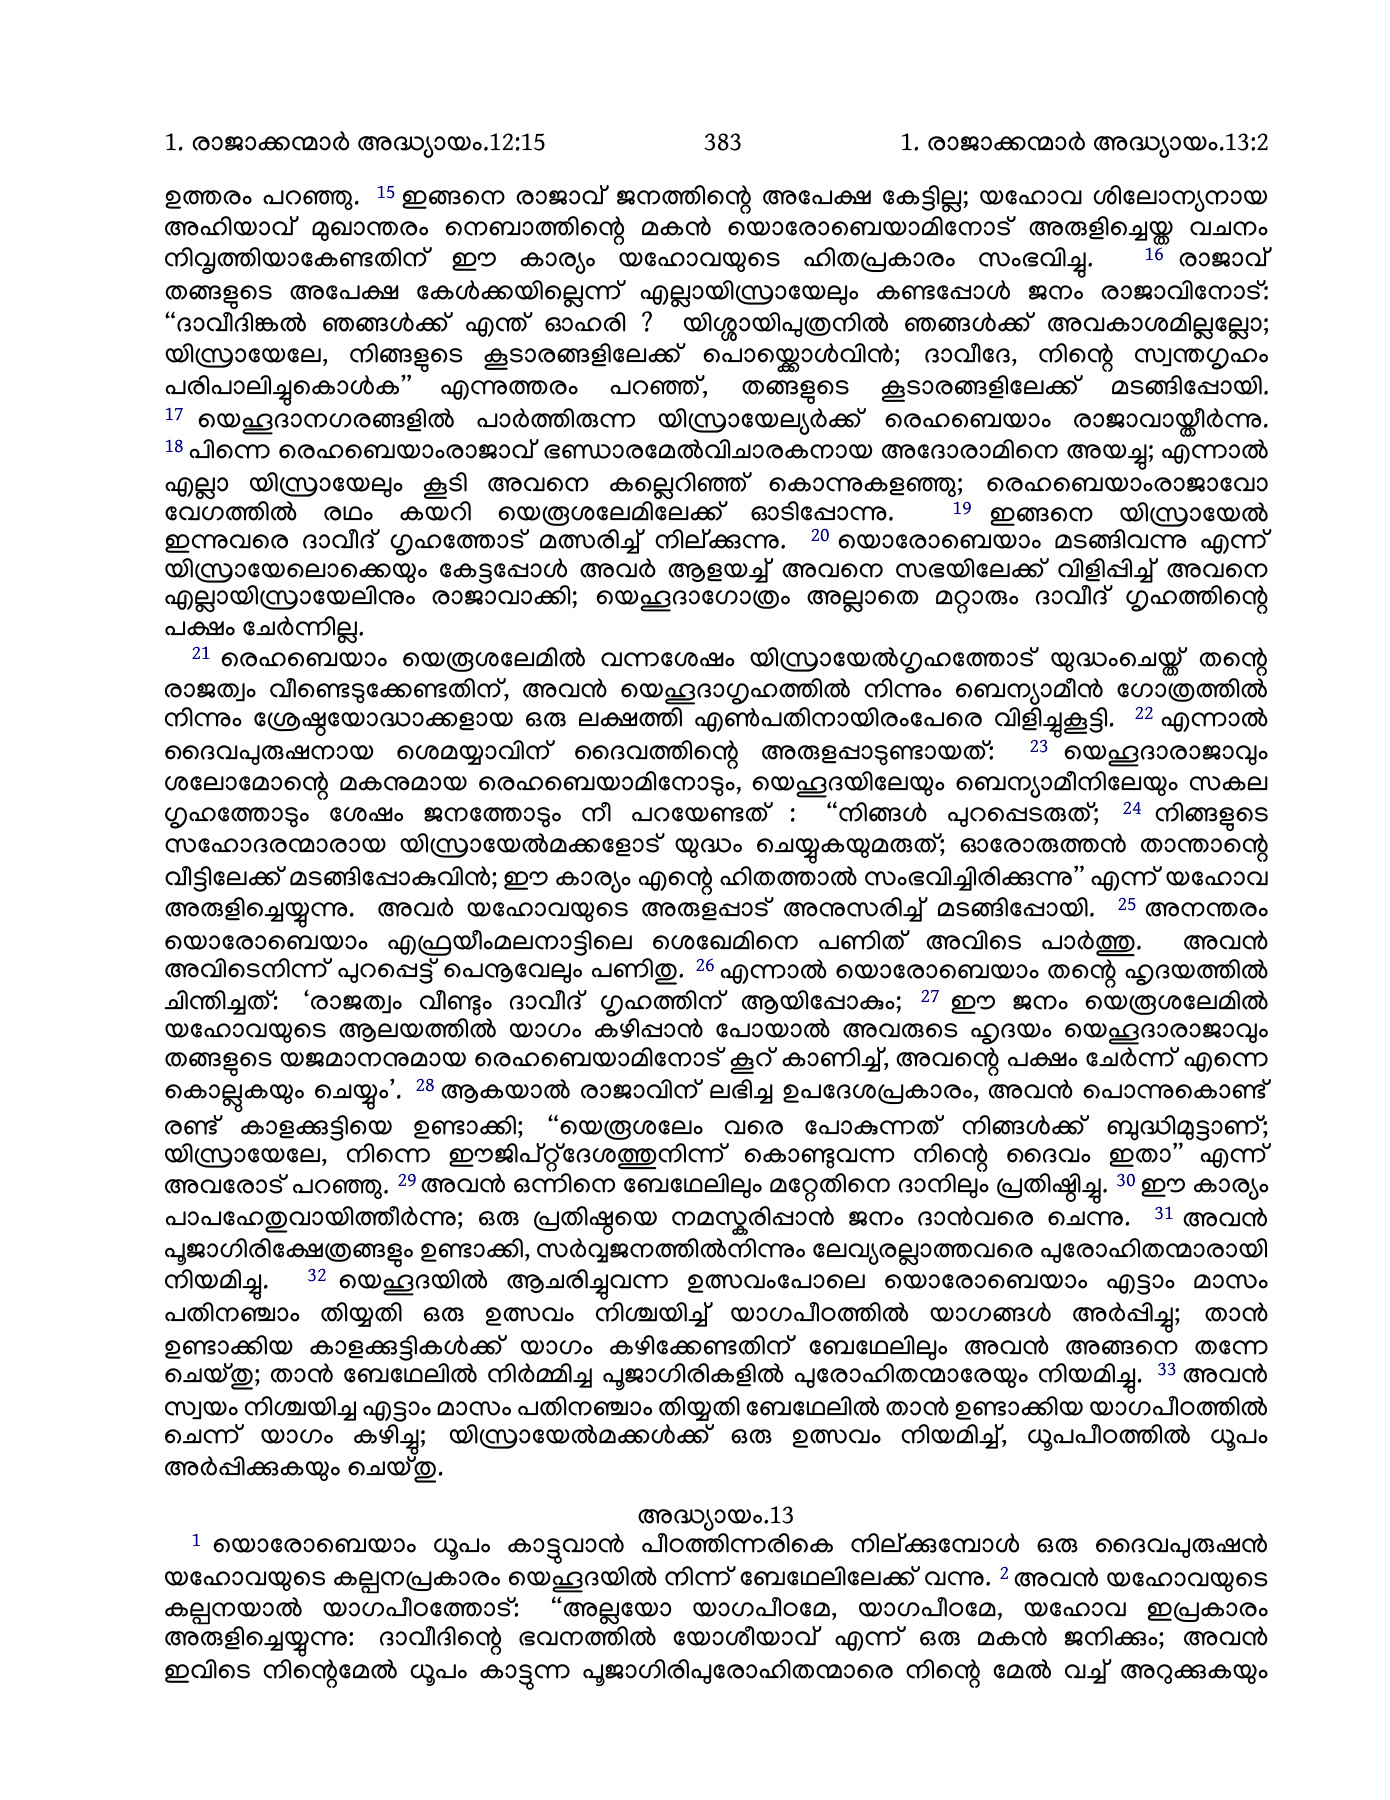 1. രാജാക്കന്മാർ അദ്ധ്യായം.12:15 383 1. രാജാക്കന്മാർ അദ്ധ്യായം.13:2
ഉത്തരം പറഞ്ഞു. 15 ഇങ്ങനെ രാജാവ് ജനത്തിന്റെ അപേക്ഷ കേട്ടില്ല; യഹോവ ശിലോന്യനായ
അഹിയാവ് മുഖാന്തരം നെബാത്തിന്റെ മകൻ യൊരോബെയാമിനോട് അരുളിച്ചെയ്ത വചനം
നിവൃത്തിയാകേണ്ടതിന് ഈ കാര്യം യഹോവയുടെ ഹിതപ്രകാരം സംഭവിച്ചു. 16 രാജാവ്
തങ്ങളുടെ അപേക്ഷ കേൾക്കയില്ലെന്ന് എല്ലായിസ്രായേലും കണ്ടപ്പോൾ ജനം രാജാവിനോട്:
“ദാവീദിങ്കൽ ഞങ്ങൾക്ക് എന്ത് ഓഹരി ? യിശ്ശായിപുത്രനിൽ ഞങ്ങൾക്ക് അവകാശമില്ലല്ലോ;
യിസ്രായേലേ, നിങ്ങളുടെ കൂടാരങ്ങളിലേക്ക് പൊയ്ക്കൊൾവിൻ; ദാവീദേ, നിന്റെ സ്വന്തഗൃഹം
പരിപാലിച്ചുകൊൾക” എന്നുത്തരം പറഞ്ഞ്, തങ്ങളുടെ കൂടാരങ്ങളിലേക്ക് മടങ്ങിപ്പോയി.
17 യെഹൂദാനഗരങ്ങളിൽ പാർത്തിരുന്ന യിസ്രായേല്യർക്ക് രെഹബെയാം രാജാവായ്തീർന്നു.
18 പിന്നെ രെഹബെയാംരാജാവ് ഭണ്ഡാരമേൽവിചാരകനായ അദോരാമിനെ അയച്ചു; എന്നാൽ
എല്ലാ യിസ്രായേലും കൂടി അവനെ കല്ലെറിഞ്ഞ് കൊന്നുകളഞ്ഞു; രെഹബെയാംരാജാവോ
വേഗത്തിൽ രഥം കയറി യെരൂശലേമിലേക്ക് ഓടിപ്പോന്നു. 19 ഇങ്ങനെ യിസ്രായേൽ
ഇന്നുവരെ ദാവീദ് ഗൃഹത്തോട് മത്സരിച്ച് നില്ക്കുന്നു. 20 യൊരോബെയാം മടങ്ങിവന്നു എന്ന്
യിസ്രായേലൊക്കെയും കേട്ടപ്പോൾ അവർ ആളയച്ച് അവനെ സഭയിലേക്ക് വിളിപ്പിച്ച് അവനെ
എല്ലായിസ്രായേലിനും രാജാവാക്കി; യെഹൂദാഗോത്രം അല്ലാതെ മറ്റാരും ദാവീദ് ഗൃഹത്തിന്റെ
പക്ഷം ചേർന്നില്ല.
21 രെഹബെയാം യെരൂശലേമിൽ വന്നശേഷം യിസ്രായേൽഗൃഹത്തോട് യുദ്ധംചെയ്ത് തന്റെ
രാജത്വം വീണ്ടെടുക്കേണ്ടതിന്, അവൻ യെഹൂദാഗൃഹത്തിൽ നിന്നും ബെന്യാമീൻ ഗോത്രത്തിൽ
നിന്നും ശ്രേഷ്ഠയോദ്ധാക്കളായ ഒരു ലക്ഷത്തി എൺപതിനായിരംപേരെ വിളിച്ചുകൂട്ടി. 22 എന്നാൽ
ദൈവപുരുഷനായ ശെമയ്യാവിന് ദൈവത്തിന്റെ അരുളപ്പാടുണ്ടായത്: 23 യെഹൂദാരാജാവും
ശലോമോന്റെ മകനുമായ രെഹബെയാമിനോടും, യെഹൂദയിലേയും ബെന്യാമീനിലേയും സകല
ഗൃഹത്തോടും ശേഷം ജനത്തോടും നീ പറയേണ്ടത് : “നിങ്ങൾ പുറപ്പെടരുത്; 24 നിങ്ങളുടെ
സഹോദരന്മാരായ യിസ്രായേൽമക്കളോട് യുദ്ധം ചെയ്യുകയുമരുത്; ഓരോരുത്തൻ താന്താന്റെ
വീട്ടിലേക്ക് മടങ്ങിപ്പോകുവിൻ; ഈ കാര്യം എന്റെ ഹിതത്താൽ സംഭവിച്ചിരിക്കുന്നു” എന്ന് യഹോവ
അരുളിച്ചെയ്യുന്നു. അവർ യഹോവയുടെ അരുളപ്പാട് അനുസരിച്ച് മടങ്ങിപ്പോയി. 25 അനന്തരം
യൊരോബെയാം എഫ്രയീംമലനാട്ടിലെ ശെഖേമിനെ പണിത് അവിടെ പാർത്തു. അവൻ
അവിടെനിന്ന് പുറപ്പെട്ട് പെനൂവേലും പണിതു. 26 എന്നാൽ യൊരോബെയാം തന്റെ ഹൃദയത്തിൽ
ചിന്തിച്ചത്: ‘രാജത്വം വീണ്ടും ദാവീദ് ഗൃഹത്തിന് ആയിപ്പോകും; 27 ഈ ജനം യെരൂശലേമിൽ
യഹോവയുടെ ആലയത്തിൽ യാഗം കഴിപ്പാൻ പോയാൽ അവരുടെ ഹൃദയം യെഹൂദാരാജാവും
തങ്ങളുടെ യജമാനനുമായ രെഹബെയാമിനോട് കൂറ് കാണിച്ച്, അവന്റെ പക്ഷം ചേർന്ന് എന്നെ
കൊല്ലുകയും ചെയ്യും’. 28 ആകയാൽ രാജാവിന് ലഭിച്ച ഉപദേശപ്രകാരം, അവൻ പൊന്നുകൊണ്ട്
രണ്ട് കാളക്കുട്ടിയെ ഉണ്ടാക്കി; “യെരൂശലേം വരെ പോകുന്നത് നിങ്ങൾക്ക് ബുദ്ധിമുട്ടാണ്;
യിസ്രായേലേ, നിന്നെ ഈജിപ്റ്റ്ദേശത്തുനിന്ന് കൊണ്ടുവന്ന നിന്റെ ദൈവം ഇതാ” എന്ന്
അവരോട് പറഞ്ഞു. 29 അവൻ ഒന്നിനെ ബേഥേലിലും മറ്റേതിനെ ദാനിലും പ്രതിഷ്ഠിച്ചു. 30 ഈ കാര്യം
പാപഹേതുവായിത്തീർന്നു; ഒരു പ്രതിഷ്ഠയെ നമസ്കരിപ്പാൻ ജനം ദാൻവരെ ചെന്നു. 31 അവൻ
പൂജാഗിരിക്ഷേത്രങ്ങളും ഉണ്ടാക്കി, സർവ്വജനത്തിൽനിന്നും ലേവ്യരല്ലാത്തവരെ പുരോഹിതന്മാരായി
നിയമിച്ചു. 32 യെഹൂദയിൽ ആചരിച്ചുവന്ന ഉത്സവംപോലെ യൊരോബെയാം എട്ടാം മാസം
പതിനഞ്ചാം തിയ്യതി ഒരു ഉത്സവം നിശ്ചയിച്ച് യാഗപീഠത്തിൽ യാഗങ്ങൾ അർപ്പിച്ചു; താൻ
ഉണ്ടാക്കിയ കാളക്കുട്ടികൾക്ക് യാഗം കഴിക്കേണ്ടതിന് ബേഥേലിലും അവൻ അങ്ങനെ തന്നേ
ചെയ്തു; താൻ ബേഥേലിൽ നിർമ്മിച്ച പൂജാഗിരികളിൽ പുരോഹിതന്മാരേയും നിയമിച്ചു. 33 അവൻ
സ്വയം നിശ്ചയിച്ച എട്ടാം മാസം പതിനഞ്ചാം തിയ്യതി ബേഥേലിൽ താൻ ഉണ്ടാക്കിയ യാഗപീഠത്തിൽ
ചെന്ന് യാഗം കഴിച്ചു; യിസ്രായേൽമക്കൾക്ക് ഒരു ഉത്സവം നിയമിച്ച്, ധൂപപീഠത്തിൽ ധൂപം
അർപ്പിക്കുകയും ചെയ്തു.
അദ്ധ്യായം.13
1 യൊരോബെയാം ധൂപം കാട്ടുവാൻ പീഠത്തിന്നരികെ നില്ക്കുമ്പോൾ ഒരു ദൈവപുരുഷൻ
യഹോവയുടെ കല്പനപ്രകാരം യെഹൂദയിൽ നിന്ന് ബേഥേലിലേക്ക് വന്നു. 2 അവൻ യഹോവയുടെ
കല്പനയാൽ യാഗപീഠത്തോട്: “അല്ലയോ യാഗപീഠമേ, യാഗപീഠമേ, യഹോവ ഇപ്രകാരം
അരുളിച്ചെയ്യുന്നു: ദാവീദിന്റെ ഭവനത്തിൽ യോശീയാവ് എന്ന് ഒരു മകൻ ജനിക്കും; അവൻ
ഇവിടെ നിന്റെമേൽ ധൂപം കാട്ടുന്ന പൂജാഗിരിപുരോഹിതന്മാരെ നിന്റെ മേൽ വച്ച് അറുക്കുകയും